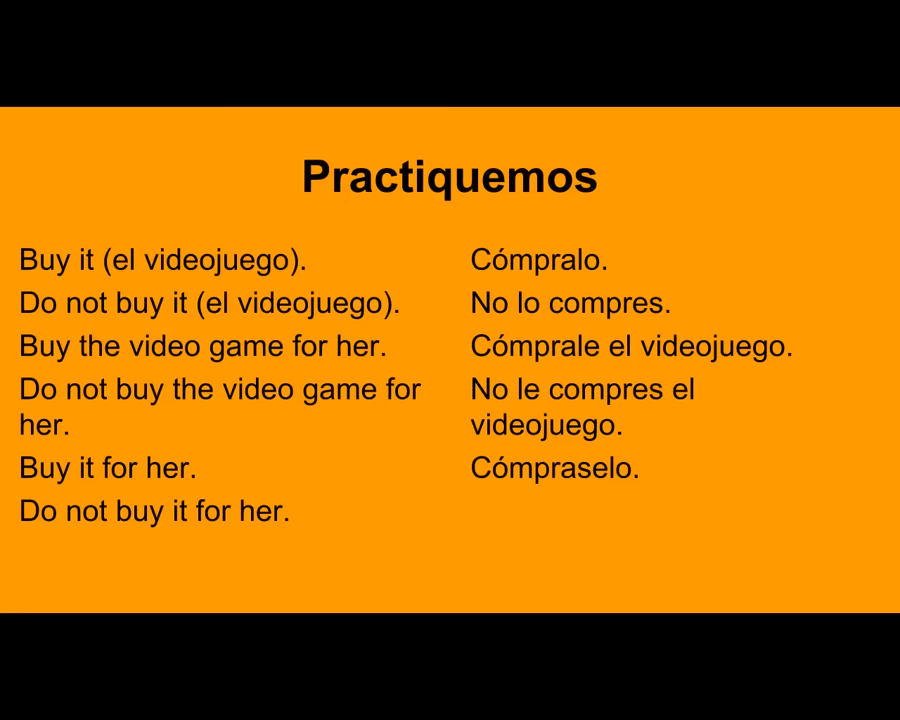 Practiquemos
Buy it (el videojuego).
Do not buy it (el videojuego).
Buy the video game for her.
Do not buy the video game for
her.
Buy it for her.
Do not buy it for her.
Cómpralo.
No lo compres.
Cómprale el videojuego.
No le compres el
videojuego.
Cómpraselo.